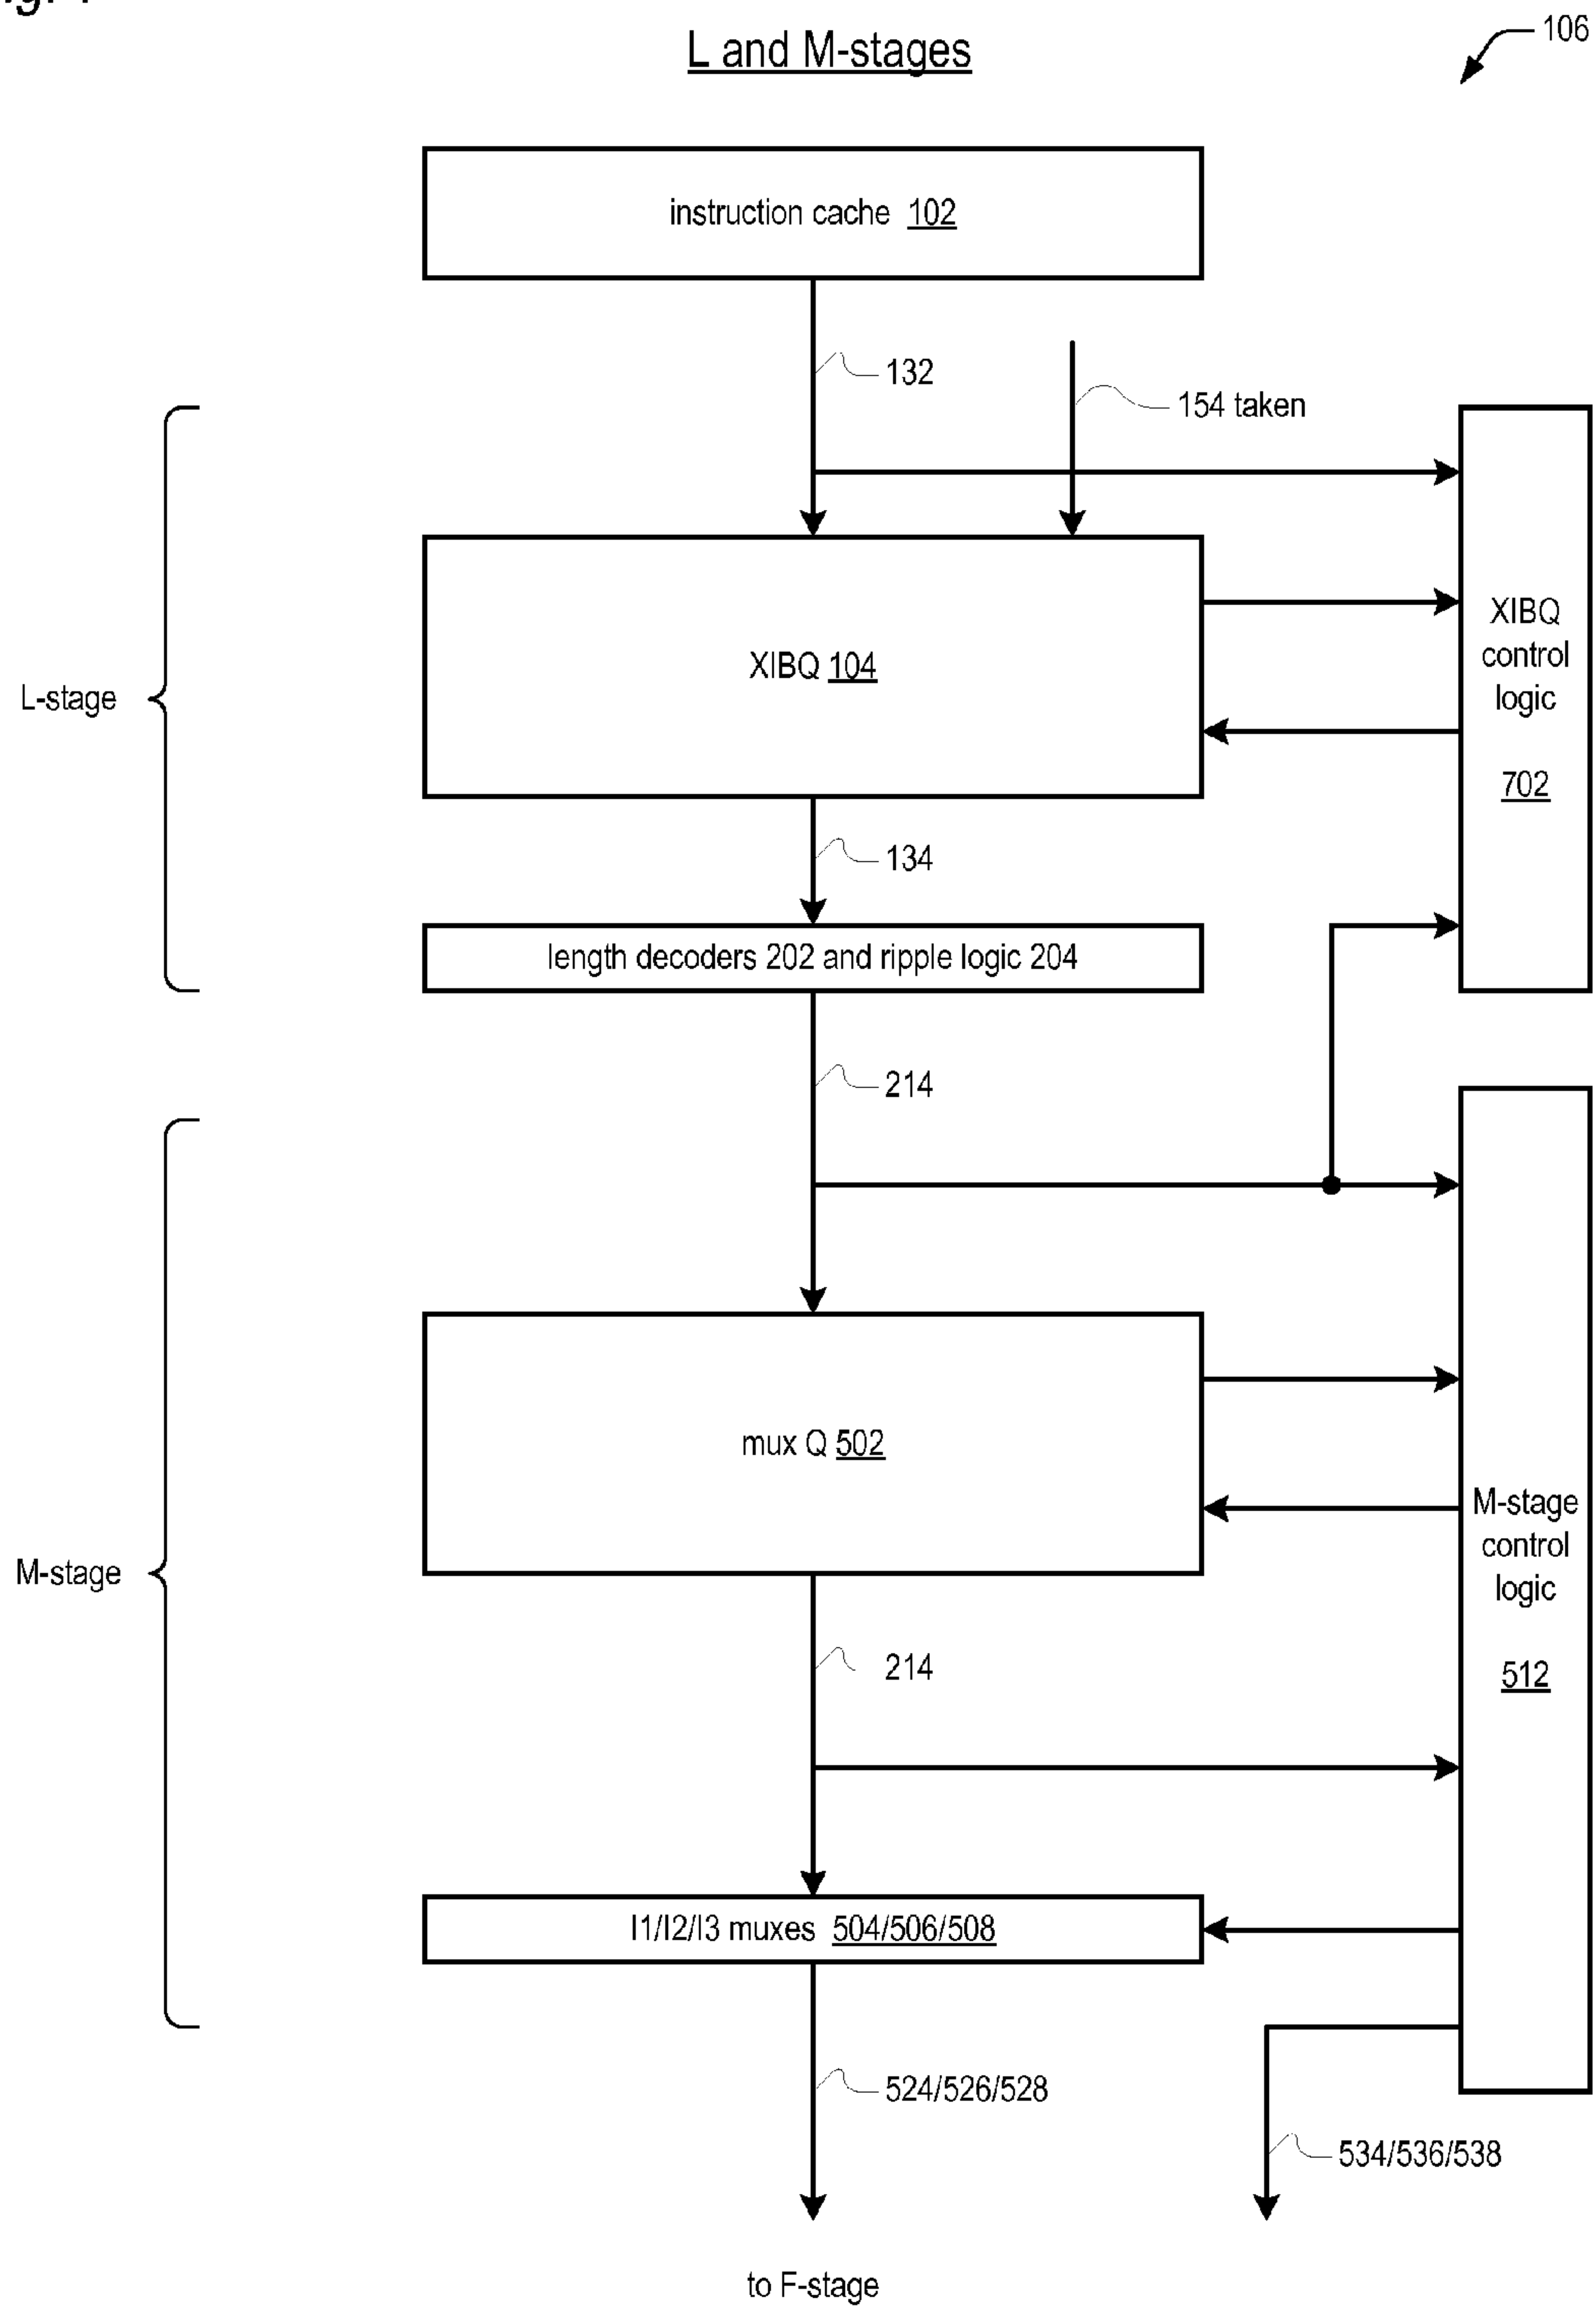 L and M-stages
106
instruction cache 102
132
154 taken
XIBQ
control
logic
702
XIBQ 104
L-stage
134
length decoders 202 and ripple logic 204
214
mux Q 502
M-stage
control
logic
512
M-stage
214
I1/I2/I3 muxes 504/506/508
524/526/528
534/536/538
to F-stage